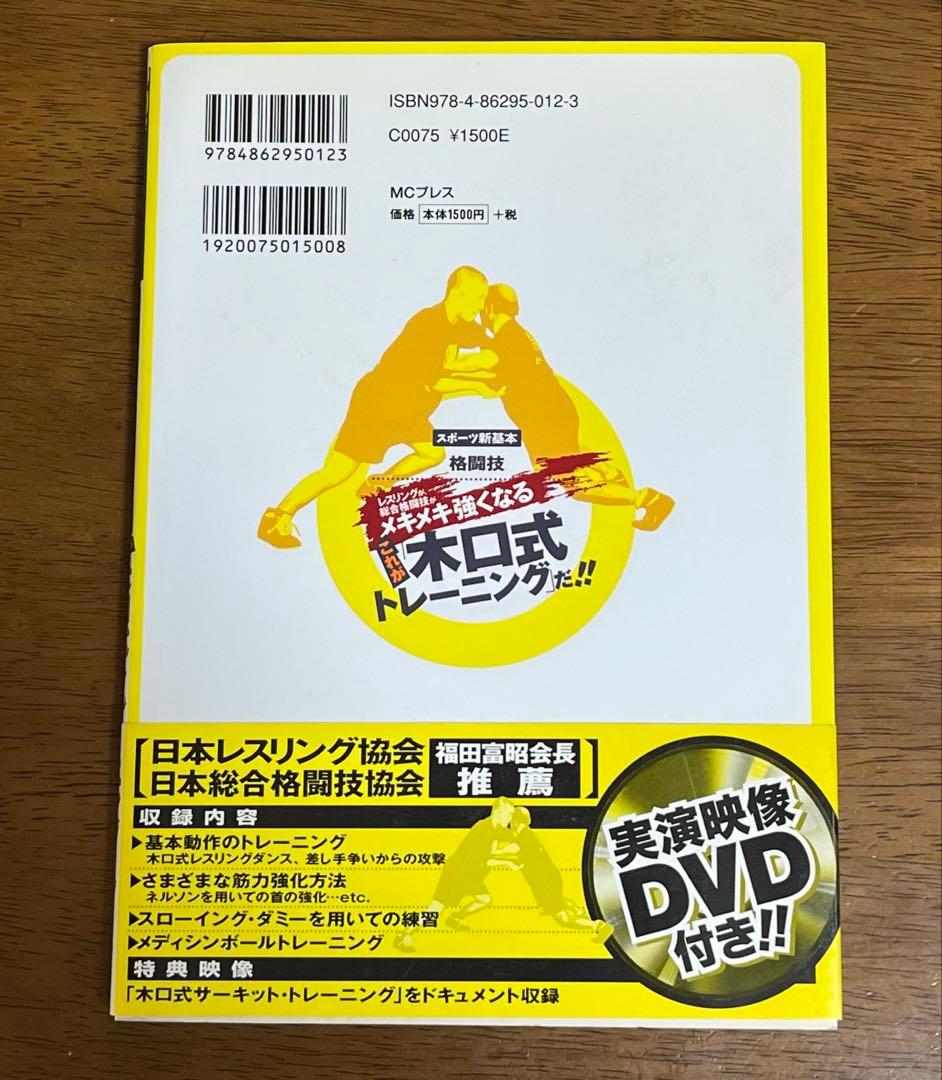 ISBN978-4-86295-012-3
C0075 ¥1500E
9784862950123
MCプレス
価格 本体1500円 +税
1920075015008
スポーツ新基本
格闘技
レスリングが、
総合格闘技が
メキメキ強くなる
これが
「木口式
トレーニング」だ!!
【日本レスリング協会
日本総合格闘技協会
福田富昭会長
推薦】
収録内容
▶基本動作のトレーニング
木口式レスリングダンス、差し手争いからの攻撃
▶さまざまな筋力強化方法
ネルソンを用いての首の強化…etc.
▶スローイング・ダミーを用いての練習
▶メディシンボールトレーニング
特典映像
「木口式サーキット・トレーニング」をドキュメント収録
実演映像
DVD
付き!!